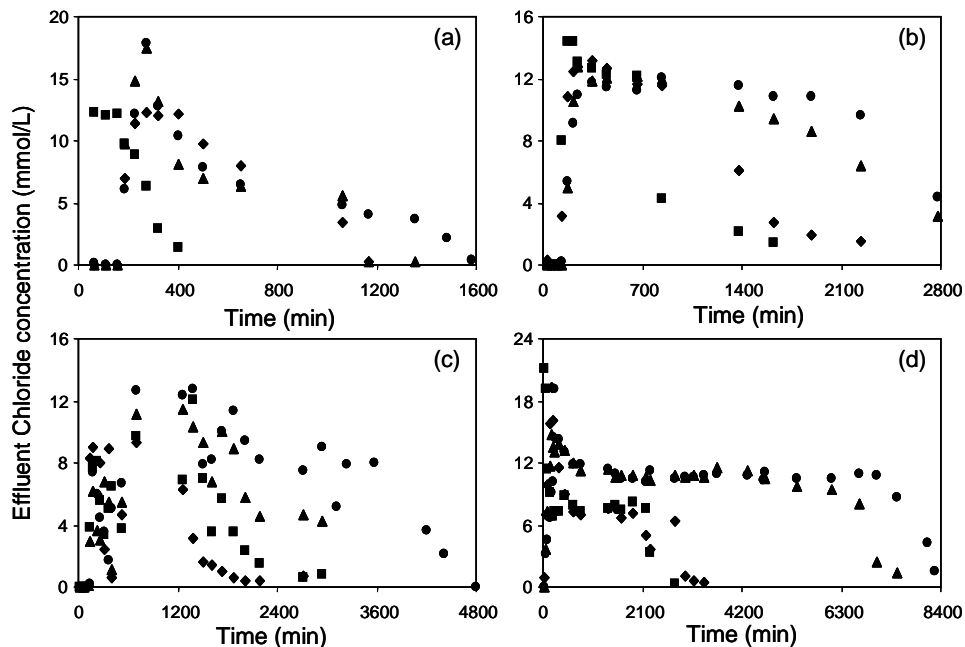 Effluent Chloride concentration (mmol/L)
(a)
20
15
10
5
0
0 400 800 1200 1600
Time (min)
(b)
16
12
8
4
0
0 700 1400 2100 2800
Time (min)
(c)
16
12
8
4
0
0 1200 2400 3600 4800
Time (min)
(d)
24
18
12
6
0
0 2100 4200 6300 8400
Time (min)